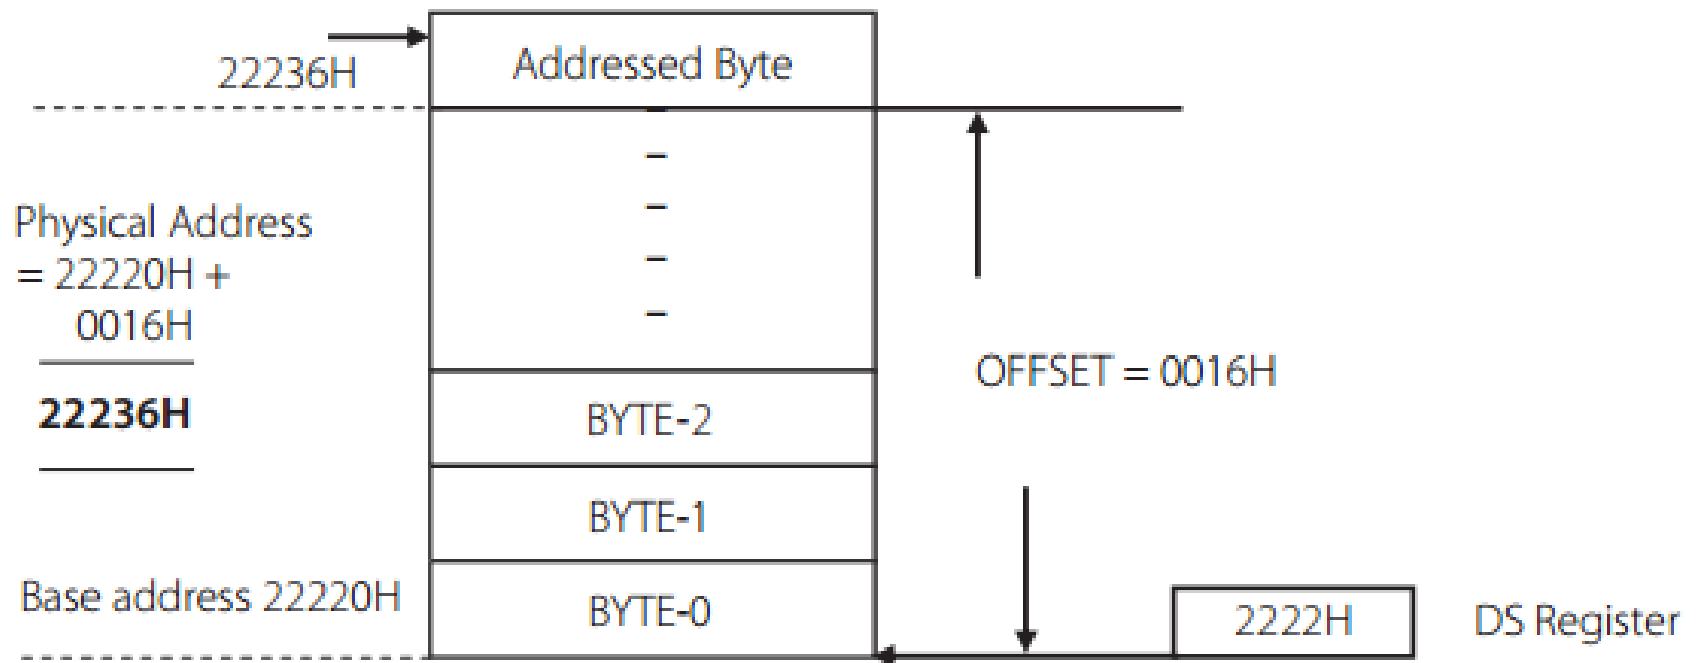 22236H
Addressed Byte
–
–
–
–
–
Physical Address
= 22220H +
0016H
22236H
OFFSET = 0016H
BYTE-2
BYTE-1
Base address 22220H
BYTE-0
2222H
DS Register